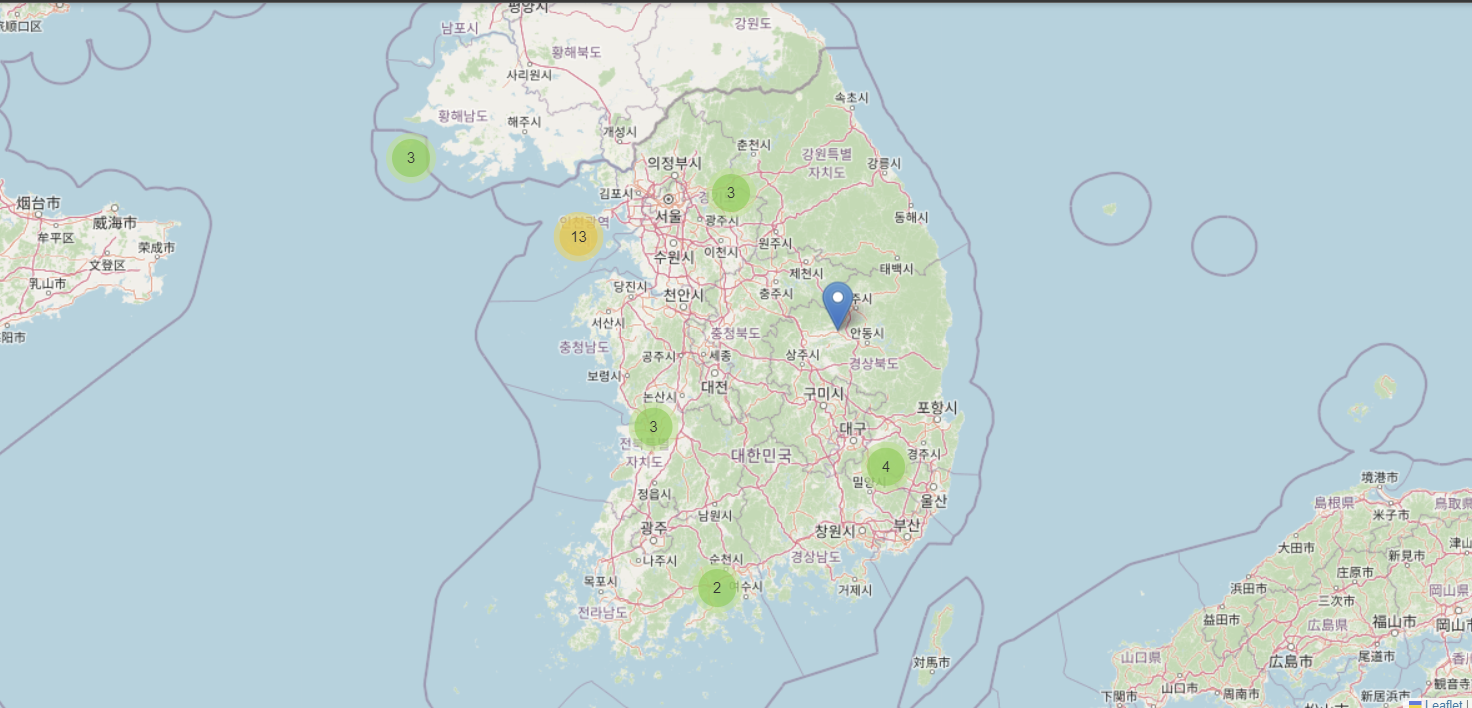 평양시
강원도
旅顺口区
남포시
황해북도
사리원시
속초시
황해남도
해주시
개성시
춘천시
3
강원특별
자치도
의정부시
강릉시
김포시
3
서울
광주시
동해시
烟台市
威海市
인천광역
13
牟平区
荣成市
원주시
이천시
수원시
文登区
제천시
태백시
乳山市
당진시
천안시
충주시
주시
서산시
충청북도
안동시
충청남도
공주시
세종
상주시
경상북도
보령시
대전
논산시
구미시
포항시
3
대구
전북특별
자치도
대한민국
경주시
4
밀양시
정읍시
울산
境港市
島根県
鳥取県
米子市
남원시
광주
창원시
부산
大田市
津山
新見市
나주시
순천시
경상남도
庄原市
목포시
2
여수시
거제시
浜田市
岡山県
三次市
전라남도
益田市
広島県
福山市
岡山市
対馬市
山口県
広島市
尾道市
香川
下関市
山口市
周南市
新居浜市
観音寺
Leaflet